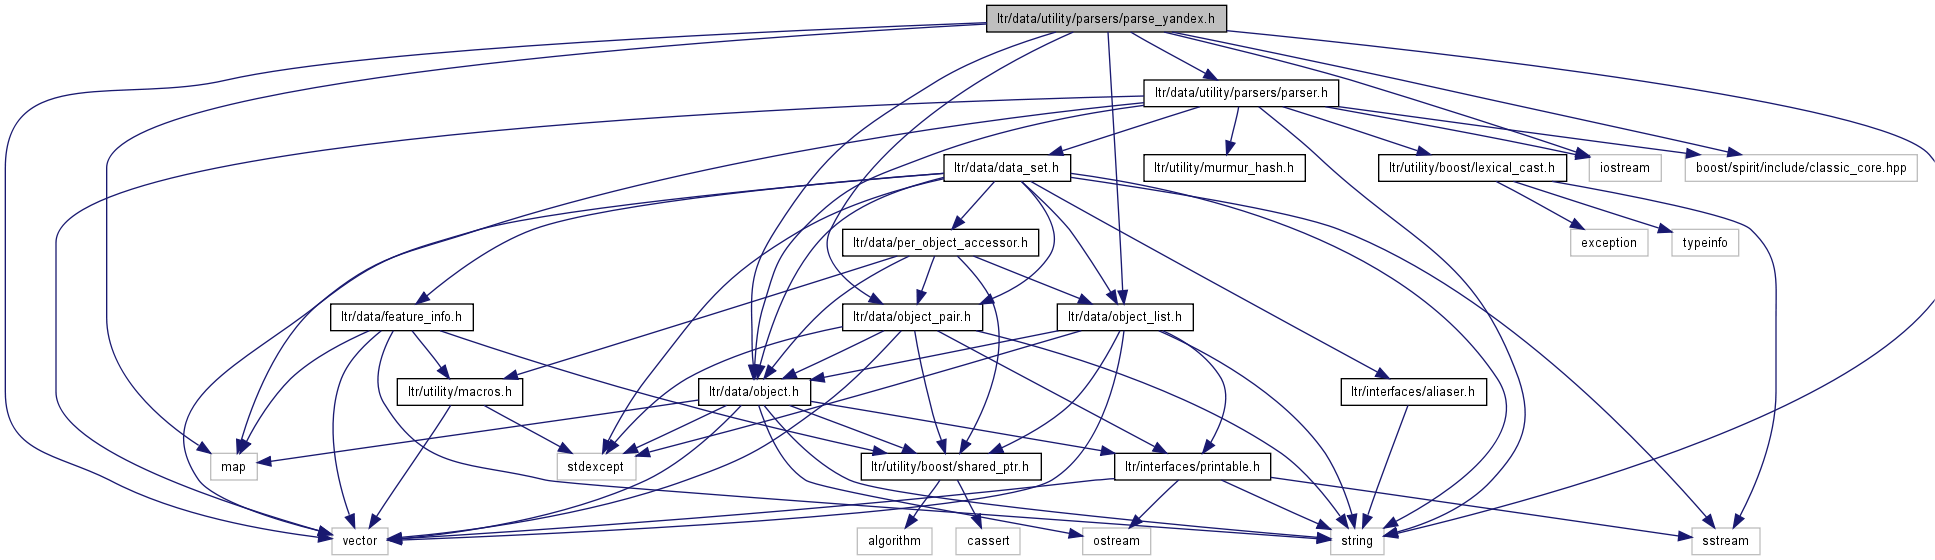 ltr/data/utility/parsers/parse_yandex.h
ltr/data/utility/parsers/parser.h
ltr/data/data_set.h
ltr/utility/murmur_hash.h
ltr/utility/boost/lexical_cast.h
iostream
boost/spirit/include/classic_core.hpp
ltr/data/per_object_accessor.h
exception
typeinfo
ltr/data/feature_info.h
ltr/data/object_pair.h
ltr/data/object_list.h
ltr/utility/macros.h
ltr/data/object.h
ltr/interfaces/aliaser.h
map
stdexcept
ltr/utility/boost/shared_ptr.h
ltr/interfaces/printable.h
vector
algorithm
cassert
ostream
string
sstream